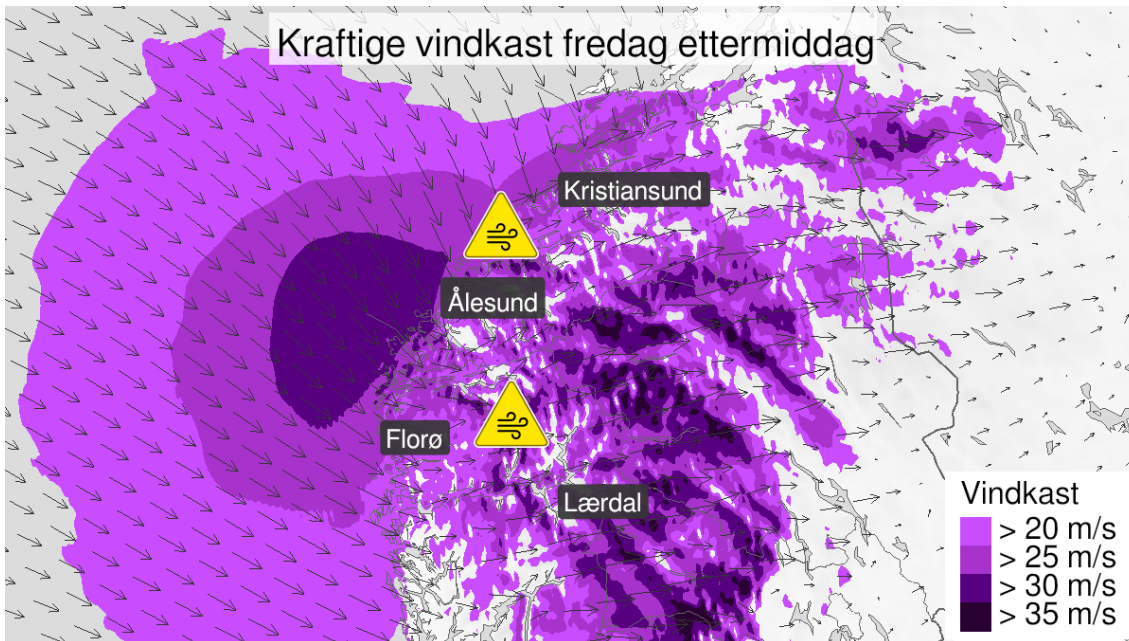 Kraftige vindkast fredag ettermiddag
Kristiansund
Ålesund
Florø
Lærdal
Vindkast
> 20 m/s
> 25 m/s
> 30 m/s
> 35 m/s